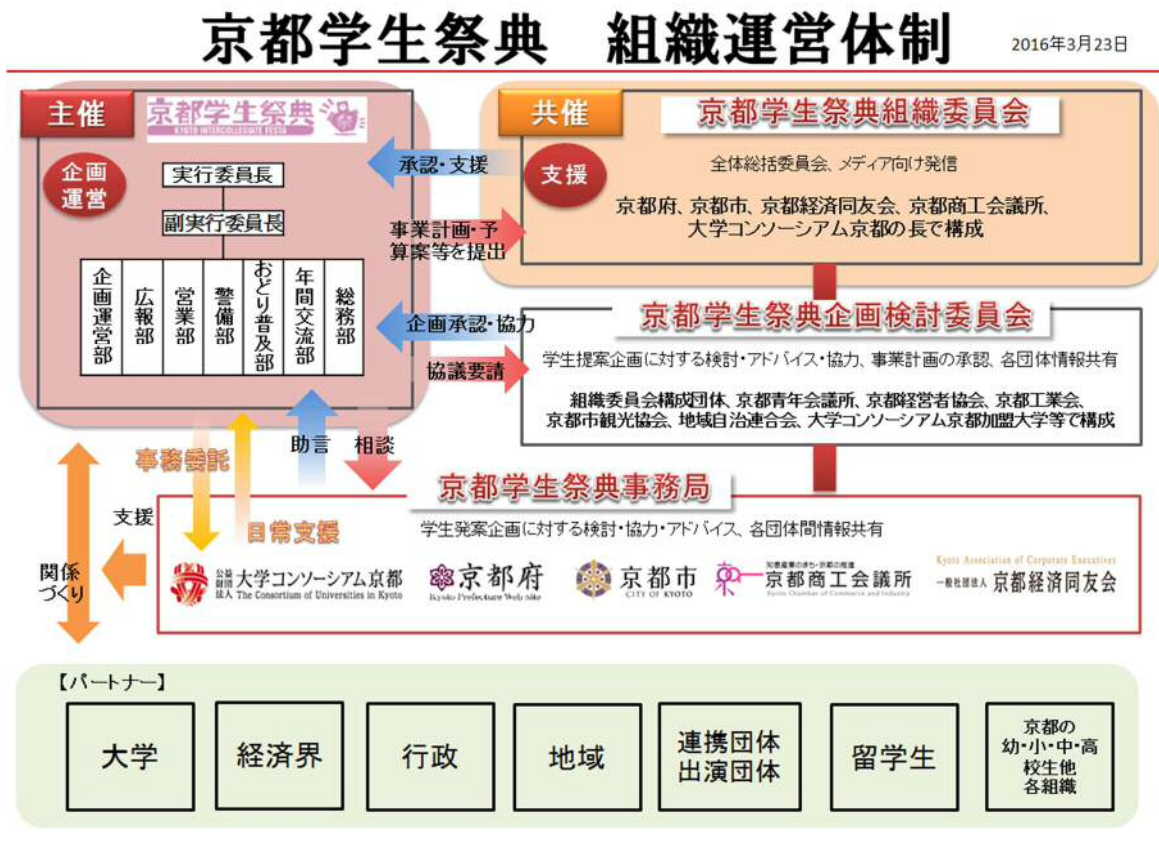 京都学生祭典　組織運営体制
2016年3月23日
主催
京都学生祭典
KYOTO INTERCOLLEGIATE FESTA
企画
運営
実行委員長
副実行委員長
企画運営部
広報部
営業部
警備部
おどり普及部
年間交流部
総務部
承認・支援
事業計画・予
算案等を提出
企画承認・協力
協議要請
共催
京都学生祭典組織委員会
支援
全体総括委員会、メディア向け発信
京都府、京都市、京都経済同友会、京都商工会議所、
大学コンソーシアム京都の長で構成
京都学生祭典企画検討委員会
学生提案企画に対する検討・アドバイス・協力、事業計画の承認、各団体情報共有
組織委員会構成団体、京都青年会議所、京都経営者協会、京都工業会、
京都市観光協会、地域自治連合会、大学コンソーシアム京都加盟大学等で構成
事務委託
日常支援
助言
相談
京都学生祭典事務局
学生発案企画に対する検討・協力・アドバイス、各団体間情報共有
公益
財団
法人
大学コンソーシアム京都
The Consortium of Universities in Kyoto
京都府
Kyoto Prefecture Web Site
京都市
CITY OF KYOTO
知恵産業のまち・京都の推進
京都商工会議所
Kyoto Chamber of Commerce and Industry
Kyoto Association of Corporate Executives
一般社団法人 京都経済同友会
支援
関係
づくり
【パートナー】
大学
経済界
行政
地域
連携団体
出演団体
留学生
京都の
幼・小・中・高
校生他
各組織